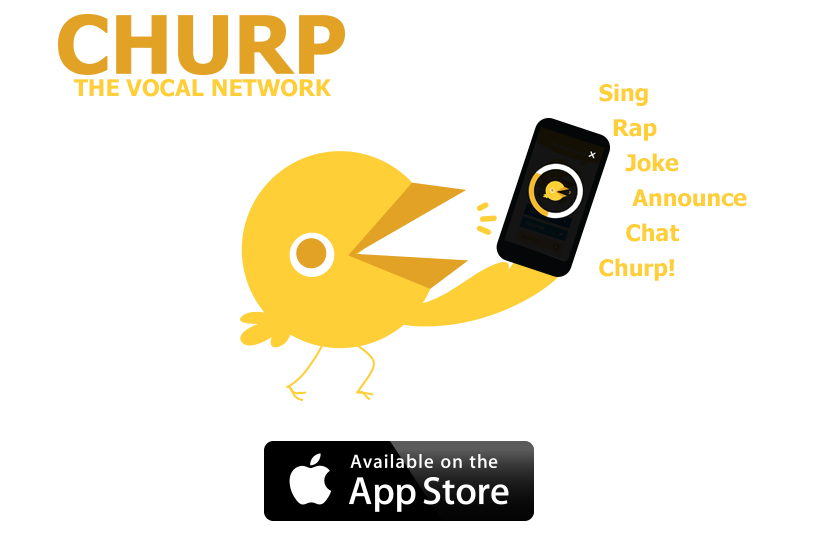 CHURP
THE VOCAL NETWORK
Sing
Rap
Joke
Announce
Chat
Churp!
Available on the
App Store